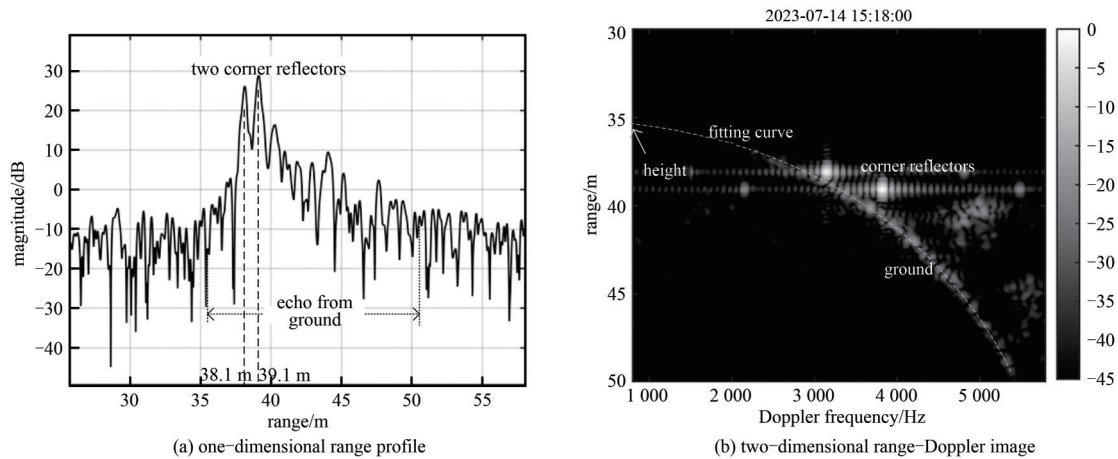 30
20
10
0
−10
−20
−30
−40
magnitude/dB
two corner reflectors
echo from
ground
38.1 m
39.1 m
30
35
40
45
50
55
range/m
(a) one−dimensional range profile
2023-07-14 15:18:00
30
35
40
45
50
range/m
fitting curve
height
corner reflectors
ground
1 000
2 000
3 000
4 000
5 000
Doppler frequency/Hz
0
−5
−10
−15
−20
−25
−30
−35
−40
−45
(b) two−dimensional range−Doppler image